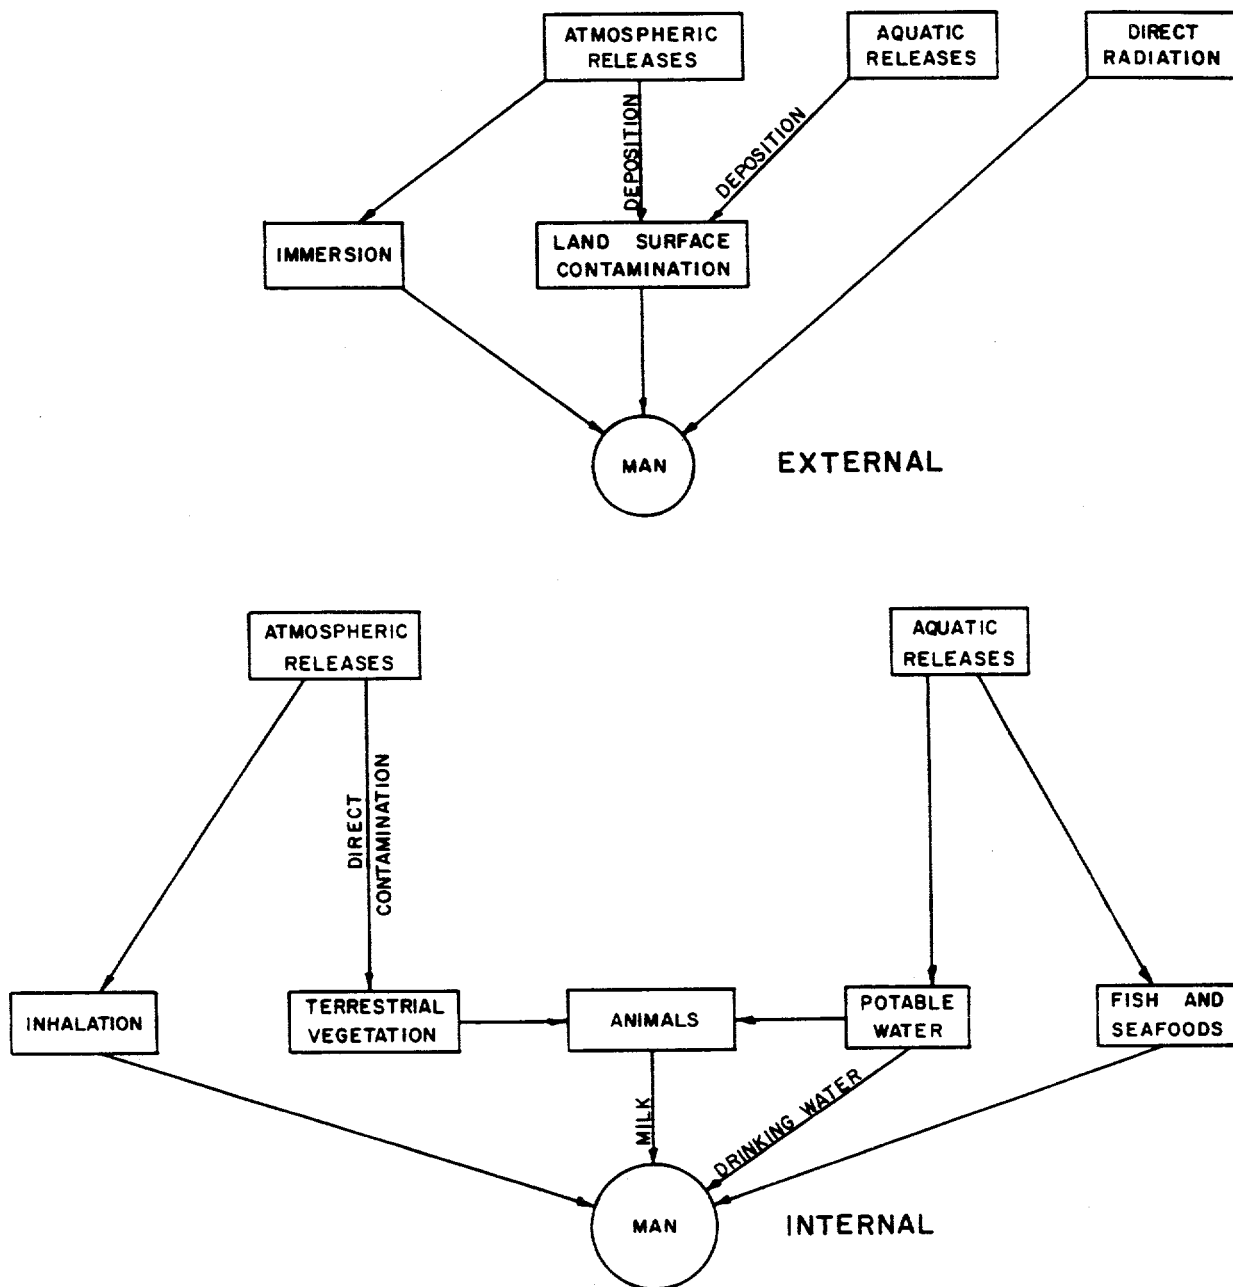 ATMOSPHERIC
RELEASES
AQUATIC
RELEASES
DIRECT
RADIATION
DEPOSITION
DEPOSITION
IMMERSION
LAND SURFACE
CONTAMINATION
MAN
EXTERNAL
ATMOSPHERIC
RELEASES
AQUATIC
RELEASES
DIRECT
CONTAMINATION
INHALATION
TERRESTRIAL
VEGETATION
ANIMALS
POTABLE
WATER
FISH AND
SEAFOODS
MILK
DRINKING WATER
MAN
INTERNAL